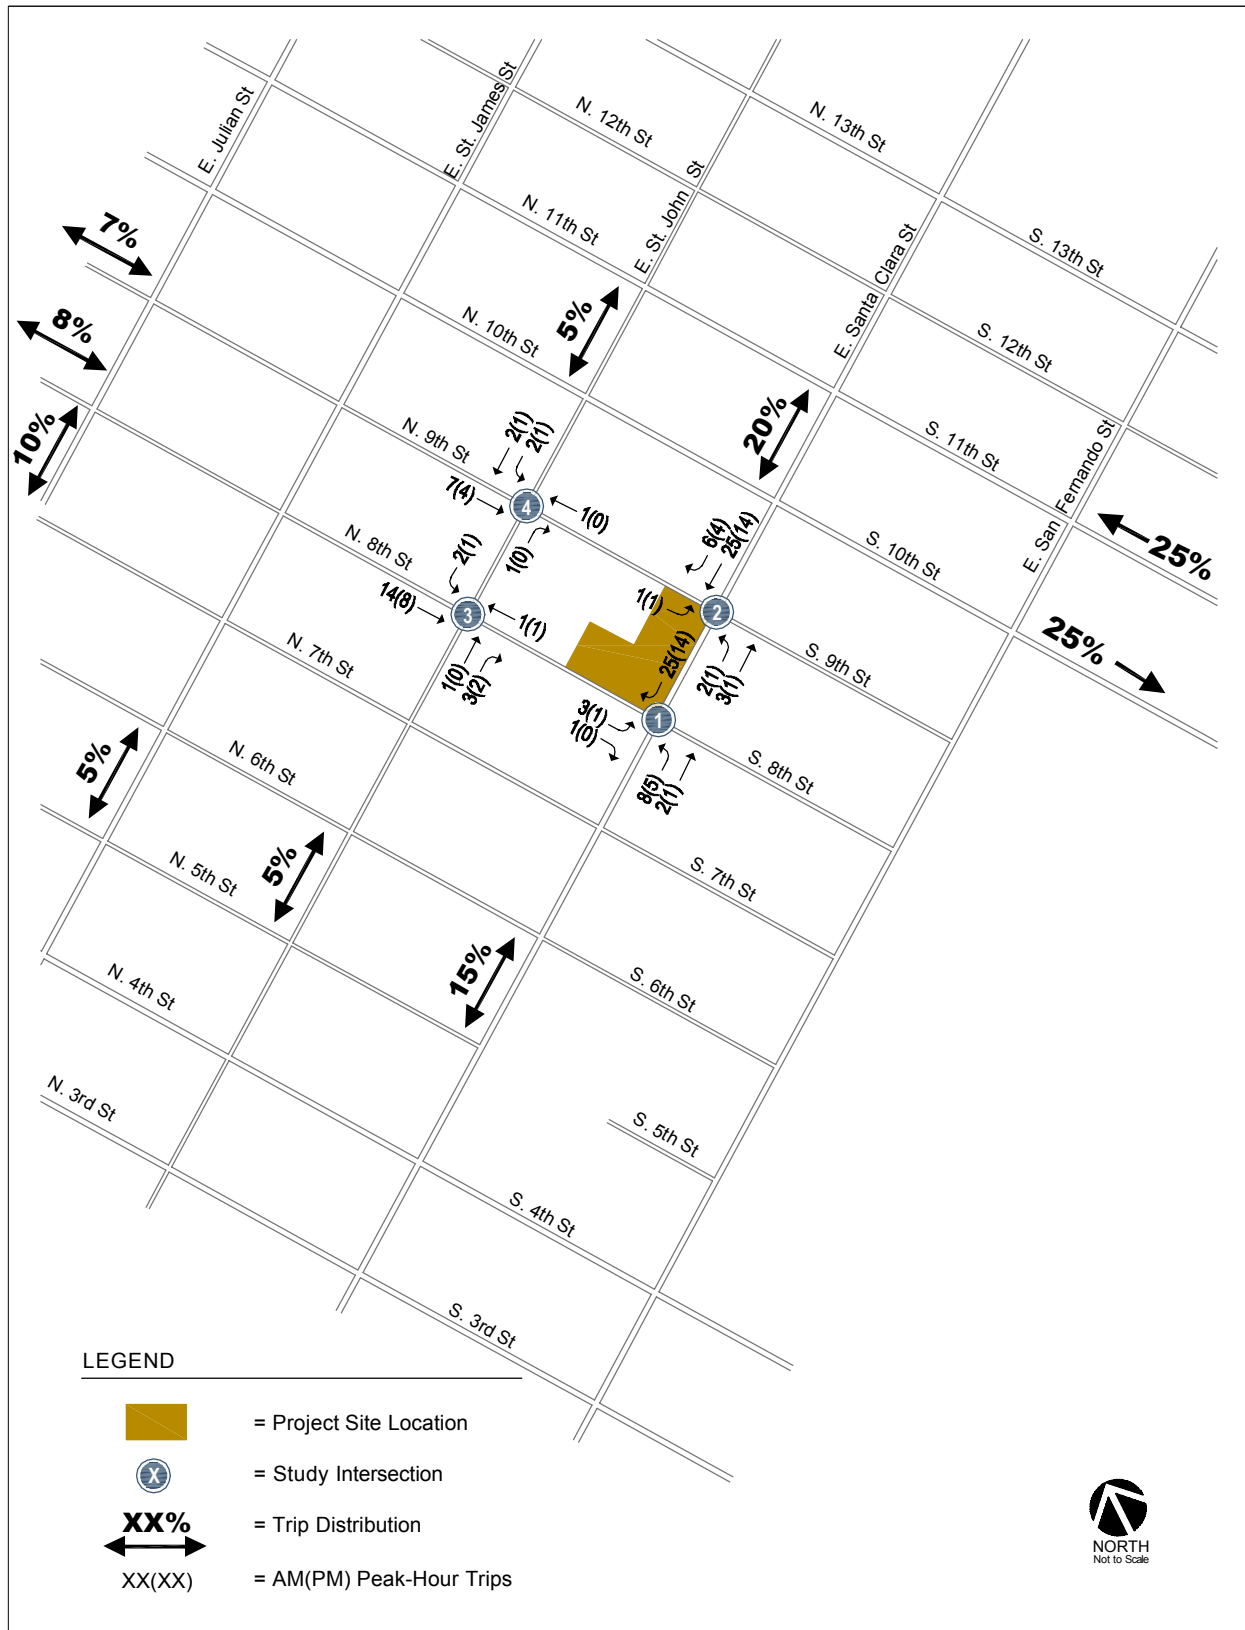 N. 13th St
N. 12th St
E. St. James St
E. Julian St
N. 11th St
E. St. John St
S. 13th St
7%
E. Santa Clara St
8%
N. 10th St
5%
S. 12th St
10%
N. 9th St
2(1)
2(1)
20%
S. 11th St
E. San Fernando St
7(4)
4
1(0)
6(4)
25(14)
25%
N. 8th St
2(1)
1(0)
S. 10th St
14(8)
3
1(1)
1(1)
2
25%
N. 7th St
1(0)
3(2)
25(14)
2(1)
3(1)
S. 9th St
3(1)
1(0)
1
5%
N. 6th St
8(5)
2(1)
S. 8th St
N. 5th St
5%
S. 7th St
15%
N. 4th St
S. 6th St
N. 3rd St
S. 5th St
S. 4th St
S. 3rd St
LEGEND
= Project Site Location
X
= Study Intersection
XX%
= Trip Distribution
XX(XX)
= AM(PM) Peak-Hour Trips
NORTH
Not to Scale